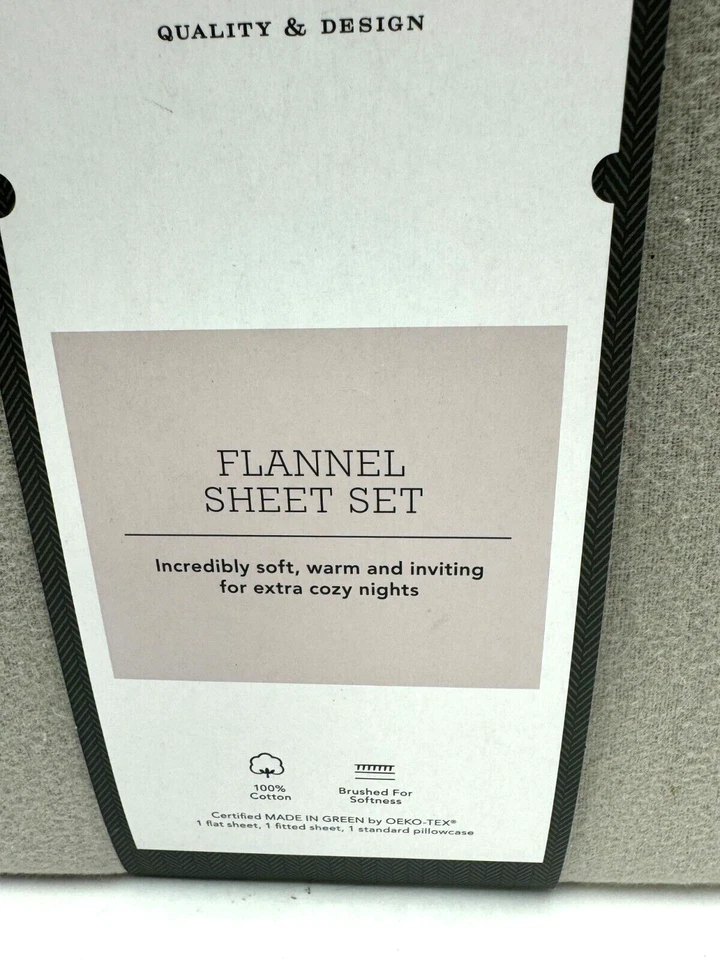 QUALITY & DESIGN
FLANNEL
SHEET SET
Incredibly soft, warm and inviting
for extra cozy nights
100%
Cotton
Brushed For
Softness
Certified MADE IN GREEN by OEKO-TEX®
1 flat sheet, 1 fitted sheet, 1 standard pillowcase